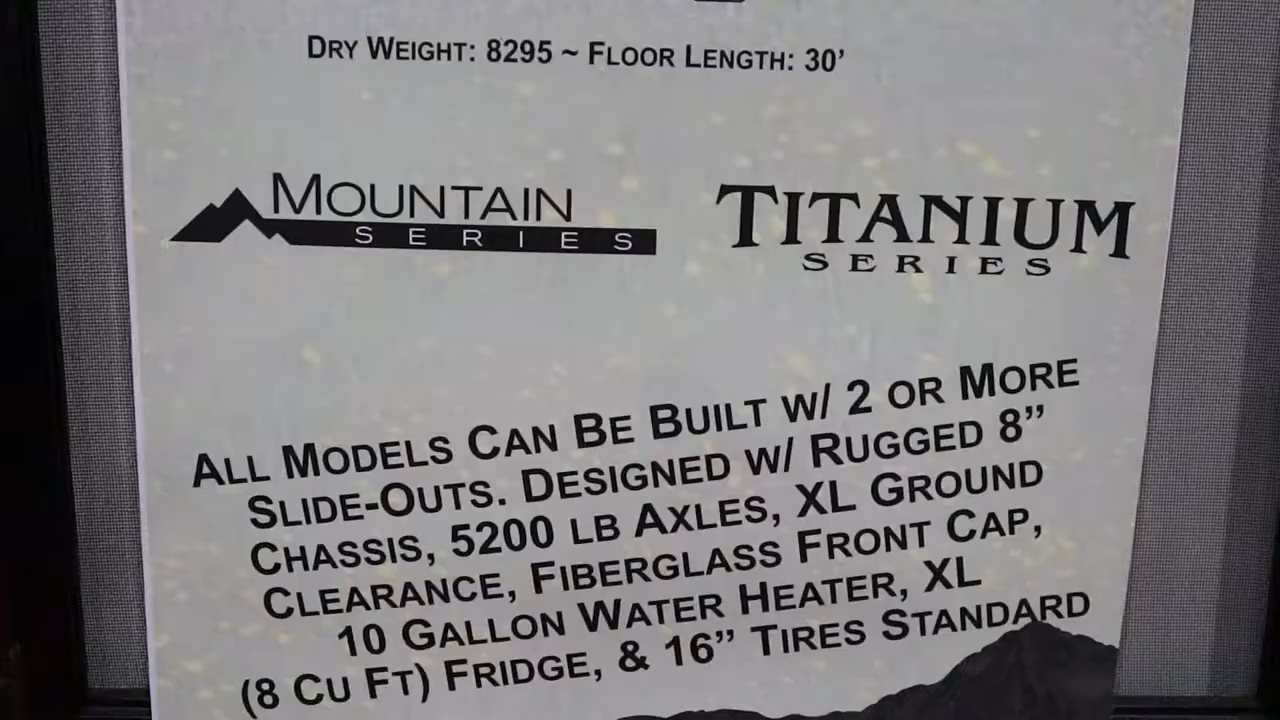 DRY WEIGHT: 8295 ~ FLOOR LENGTH: 30'
MOUNTAIN
SERIES
TITANIUM
SERIES
ALL MODELS CAN BE BUILT W/ 2 OR MORE
SLIDE-OUTS. DESIGNED W/ RUGGED 8”
CHASSIS, 5200 LB AXLES, XL GROUND
CLEARANCE, FIBERGLASS FRONT CAP,
10 GALLON WATER HEATER, XL
(8 CU FT) FRIDGE, & 16” TIRES STANDARD